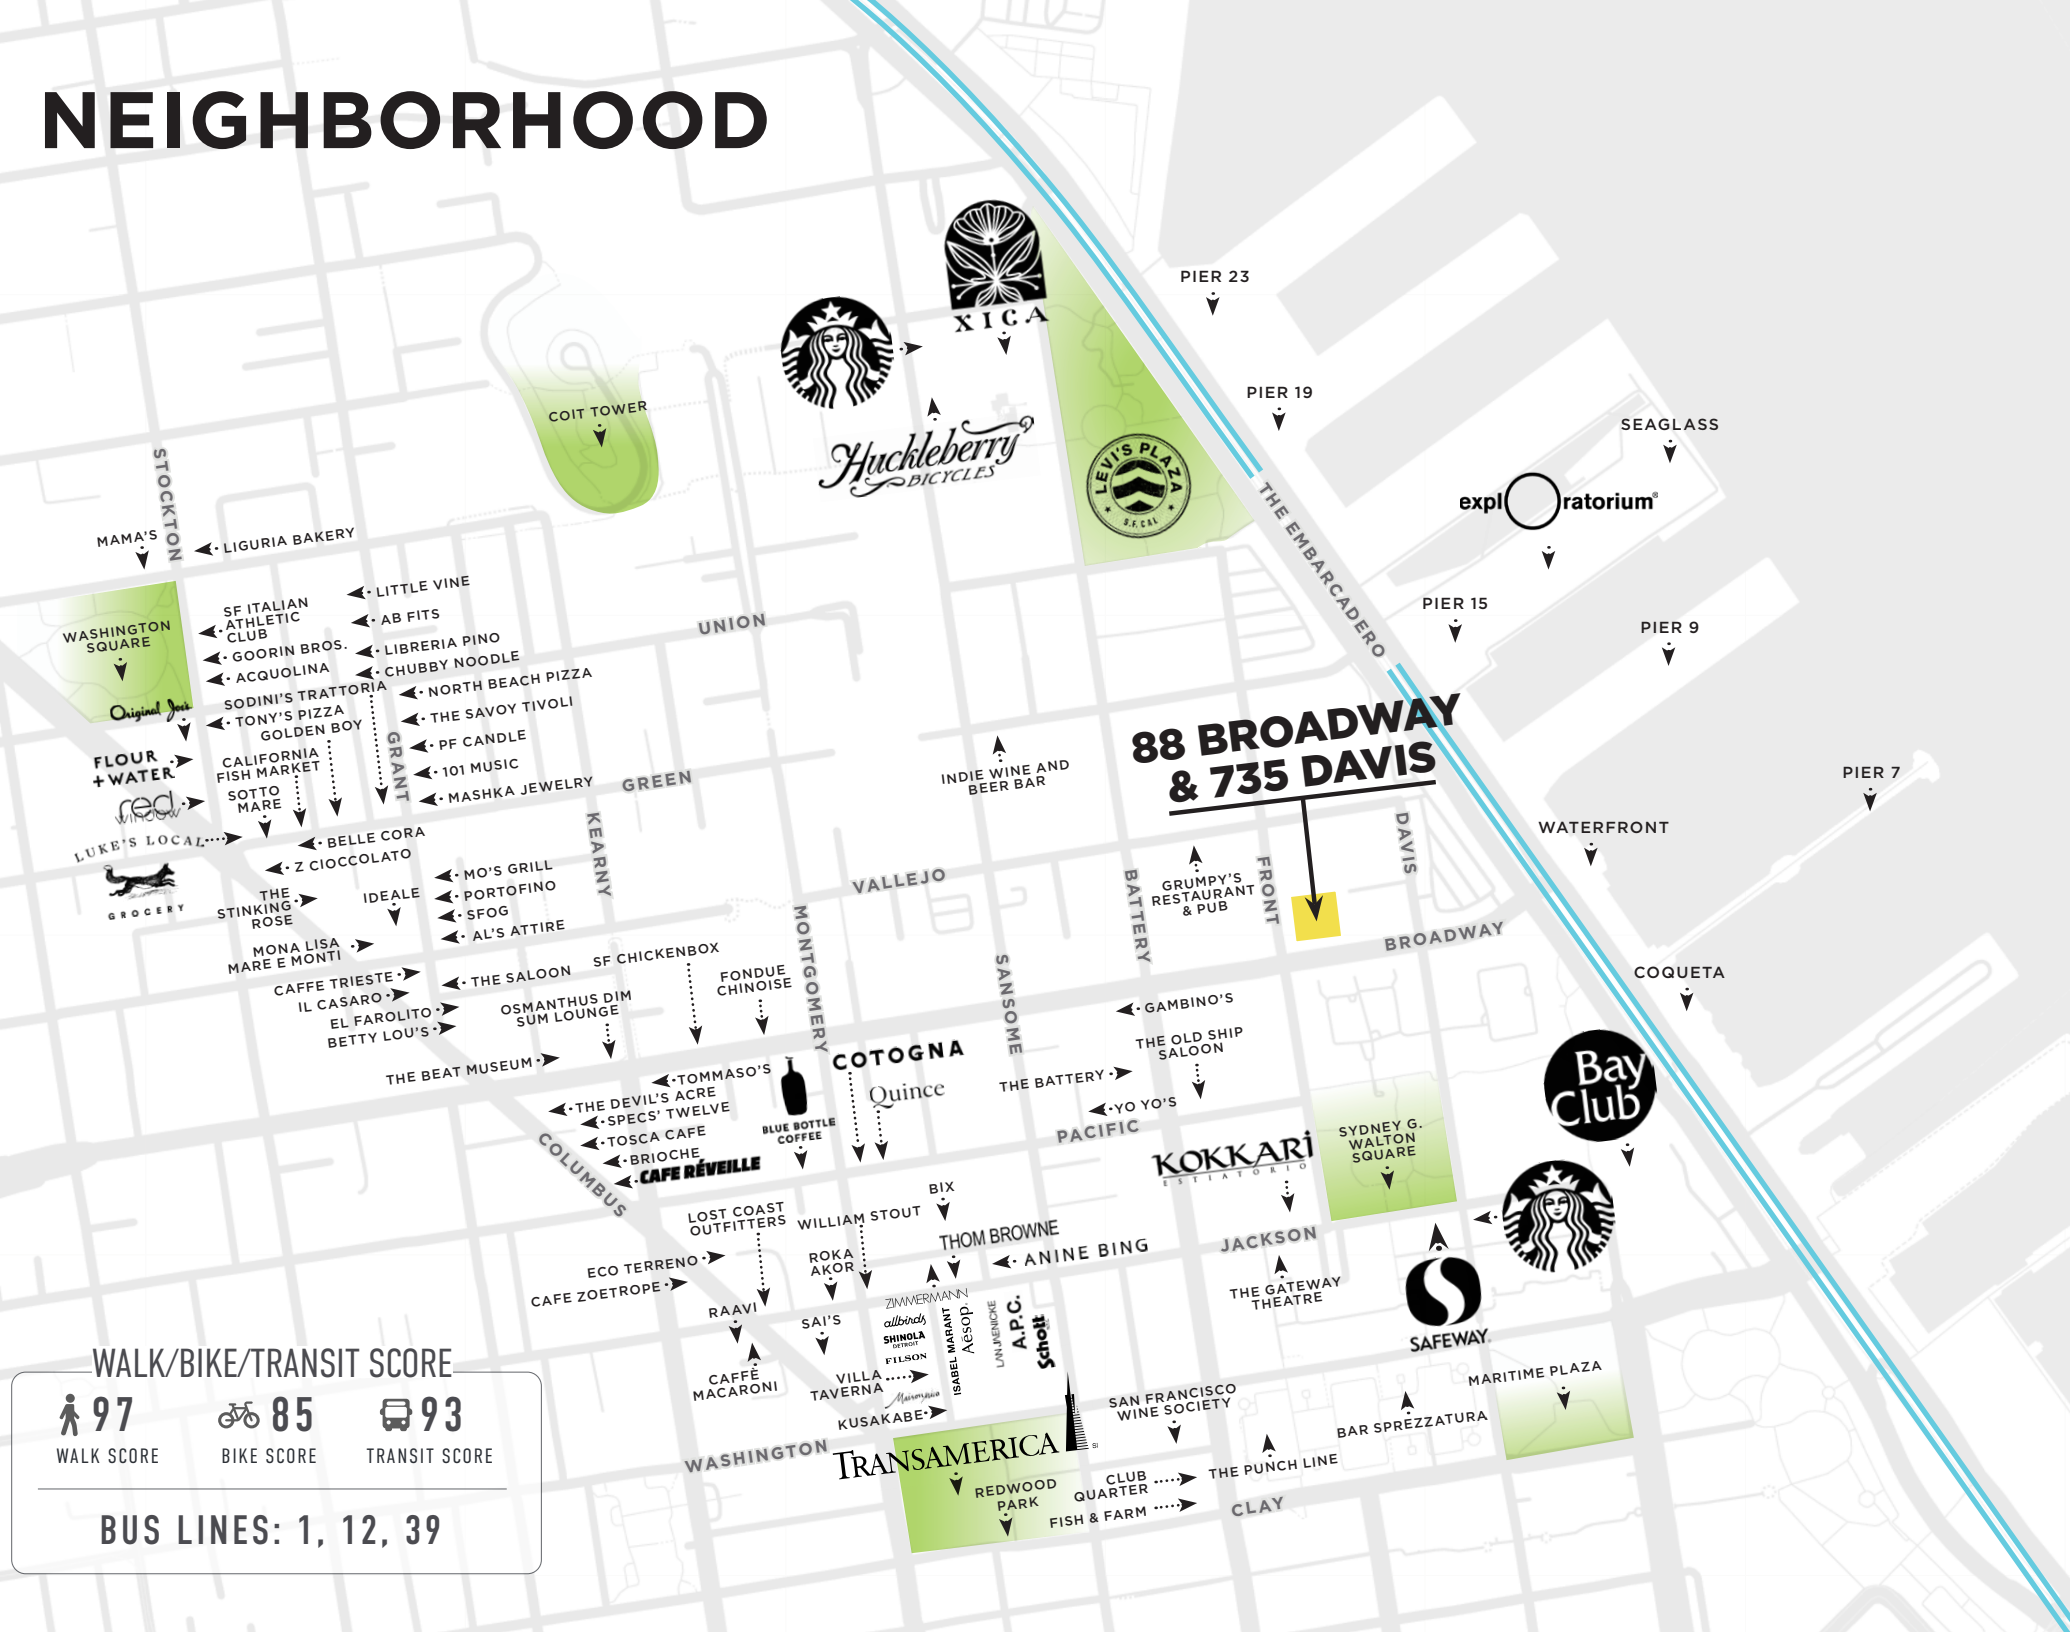 NEIGHBORHOOD
XICA
PIER 23
PIER 19
COIT TOWER
Huckleberry
BICYCLES
LEVI'S PLAZA
S.F. CAL
SEAGLASS
expl ratorium®
THE EMBARCADERO
STOCKTON
MAMA'S
LIGURIA BAKERY
PIER 15
PIER 9
LITTLE VINE
SF ITALIAN
ATHLETIC
CLUB
AB FITS
WASHINGTON
SQUARE
UNION
GOORIN BROS.
LIBRERIA PINO
ACQUOLINA
CHUBBY NOODLE
SODINI'S TRATTORIA
NORTH BEACH PIZZA
Original Joe's
TONY'S PIZZA
THE SAVOY TIVOLI
GOLDEN BOY
GRANT
PF CANDLE
88 BROADWAY
& 735 DAVIS
FLOUR
+WATER
CALIFORNIA
FISH MARKET
101 MUSIC
INDIE WINE AND
BEER BAR
PIER 7
red
WINDOW
SOTTO
MARE
MASHKA JEWELRY
GREEN
KEARNY
DAVIS
WATERFRONT
LUKE'S LOCAL
GROCERY
BELLE CORA
Z CIOCCOLATO
MO'S GRILL
VALLEJO
BATTERY
GRUMPY'S
RESTAURANT
& PUB
FRONT
THE
STINKING
ROSE
IDEALE
PORTOFINO
SFOG
AL'S ATTIRE
MONTGOMERY
BROADWAY
MONA LISA
MARE E MONTI
SF CHICKENBOX
SANSOME
COQUETA
CAFFE TRIESTE
THE SALOON
FONDUE
CHINOISE
IL CASARO
OSMANTHUS DIM
SUM LOUNGE
GAMBINO'S
EL FAROLITO
BETTY LOU'S
THE OLD SHIP
SALOON
THE BEAT MUSEUM
COTOGNA
Quince
THE BATTERY
Bay
Club
TOMMASO'S
THE DEVIL'S ACRE
SPECS' TWELVE
BLUE BOTTLE
COFFEE
YO YO'S
PACIFIC
TOSCA CAFE
BRIOCHE
CAFE RÉVEILLE
COLUMBUS
KOKKARI
ESTIATORIO
SYDNEY G.
WALTON
SQUARE
BIX
LOST COAST
OUTFITTERS
WILLIAM STOUT
THOM BROWNE
ANINE BING
JACKSON
ECO TERRENO
CAFE ZOETROPE
ROKA
AKOR
ZIMMERMANN
THE GATEWAY
THEATRE
RAAVI
SAI'S
allbirds
SHINOLA
DETROIT
FILSON
ISABEL MARANT
Aēsop.
A.P.C.
Schott
SAFEWAY
CAFFÈ
MACARONI
VILLA
TAVERNA
KUSAKABE
SAN FRANCISCO
WINE SOCIETY
BAR SPREZZATURA
MARITIME PLAZA
WASHINGTON
TRANSAMERICA
REDWOOD
PARK
CLUB
QUARTER
THE PUNCH LINE
FISH & FARM
CLAY
WALK/BIKE/TRANSIT SCORE
97 85 93
WALK SCORE BIKE SCORE TRANSIT SCORE
BUS LINES: 1, 12, 39